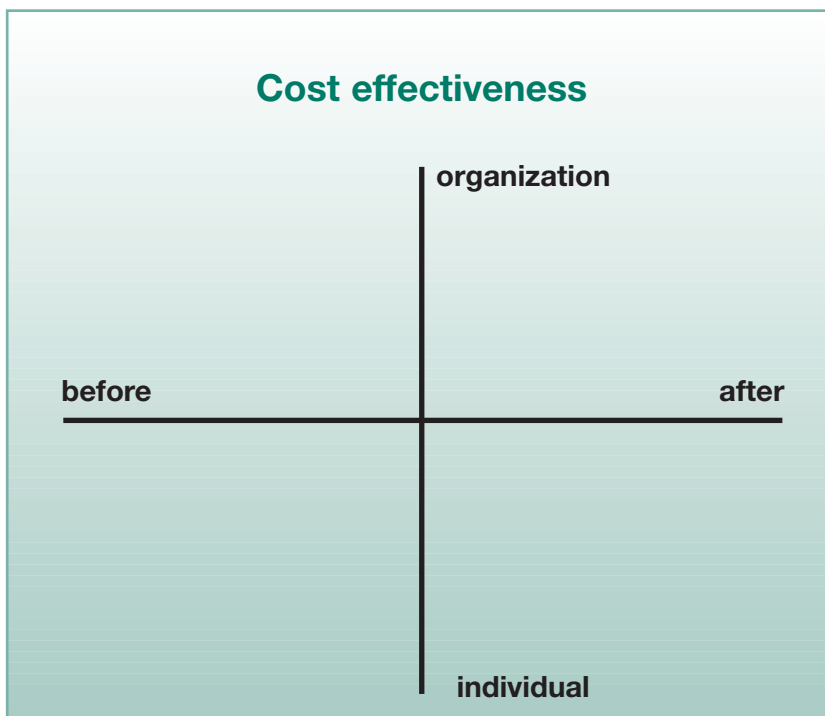 Cost effectiveness
organization
before
after
individual